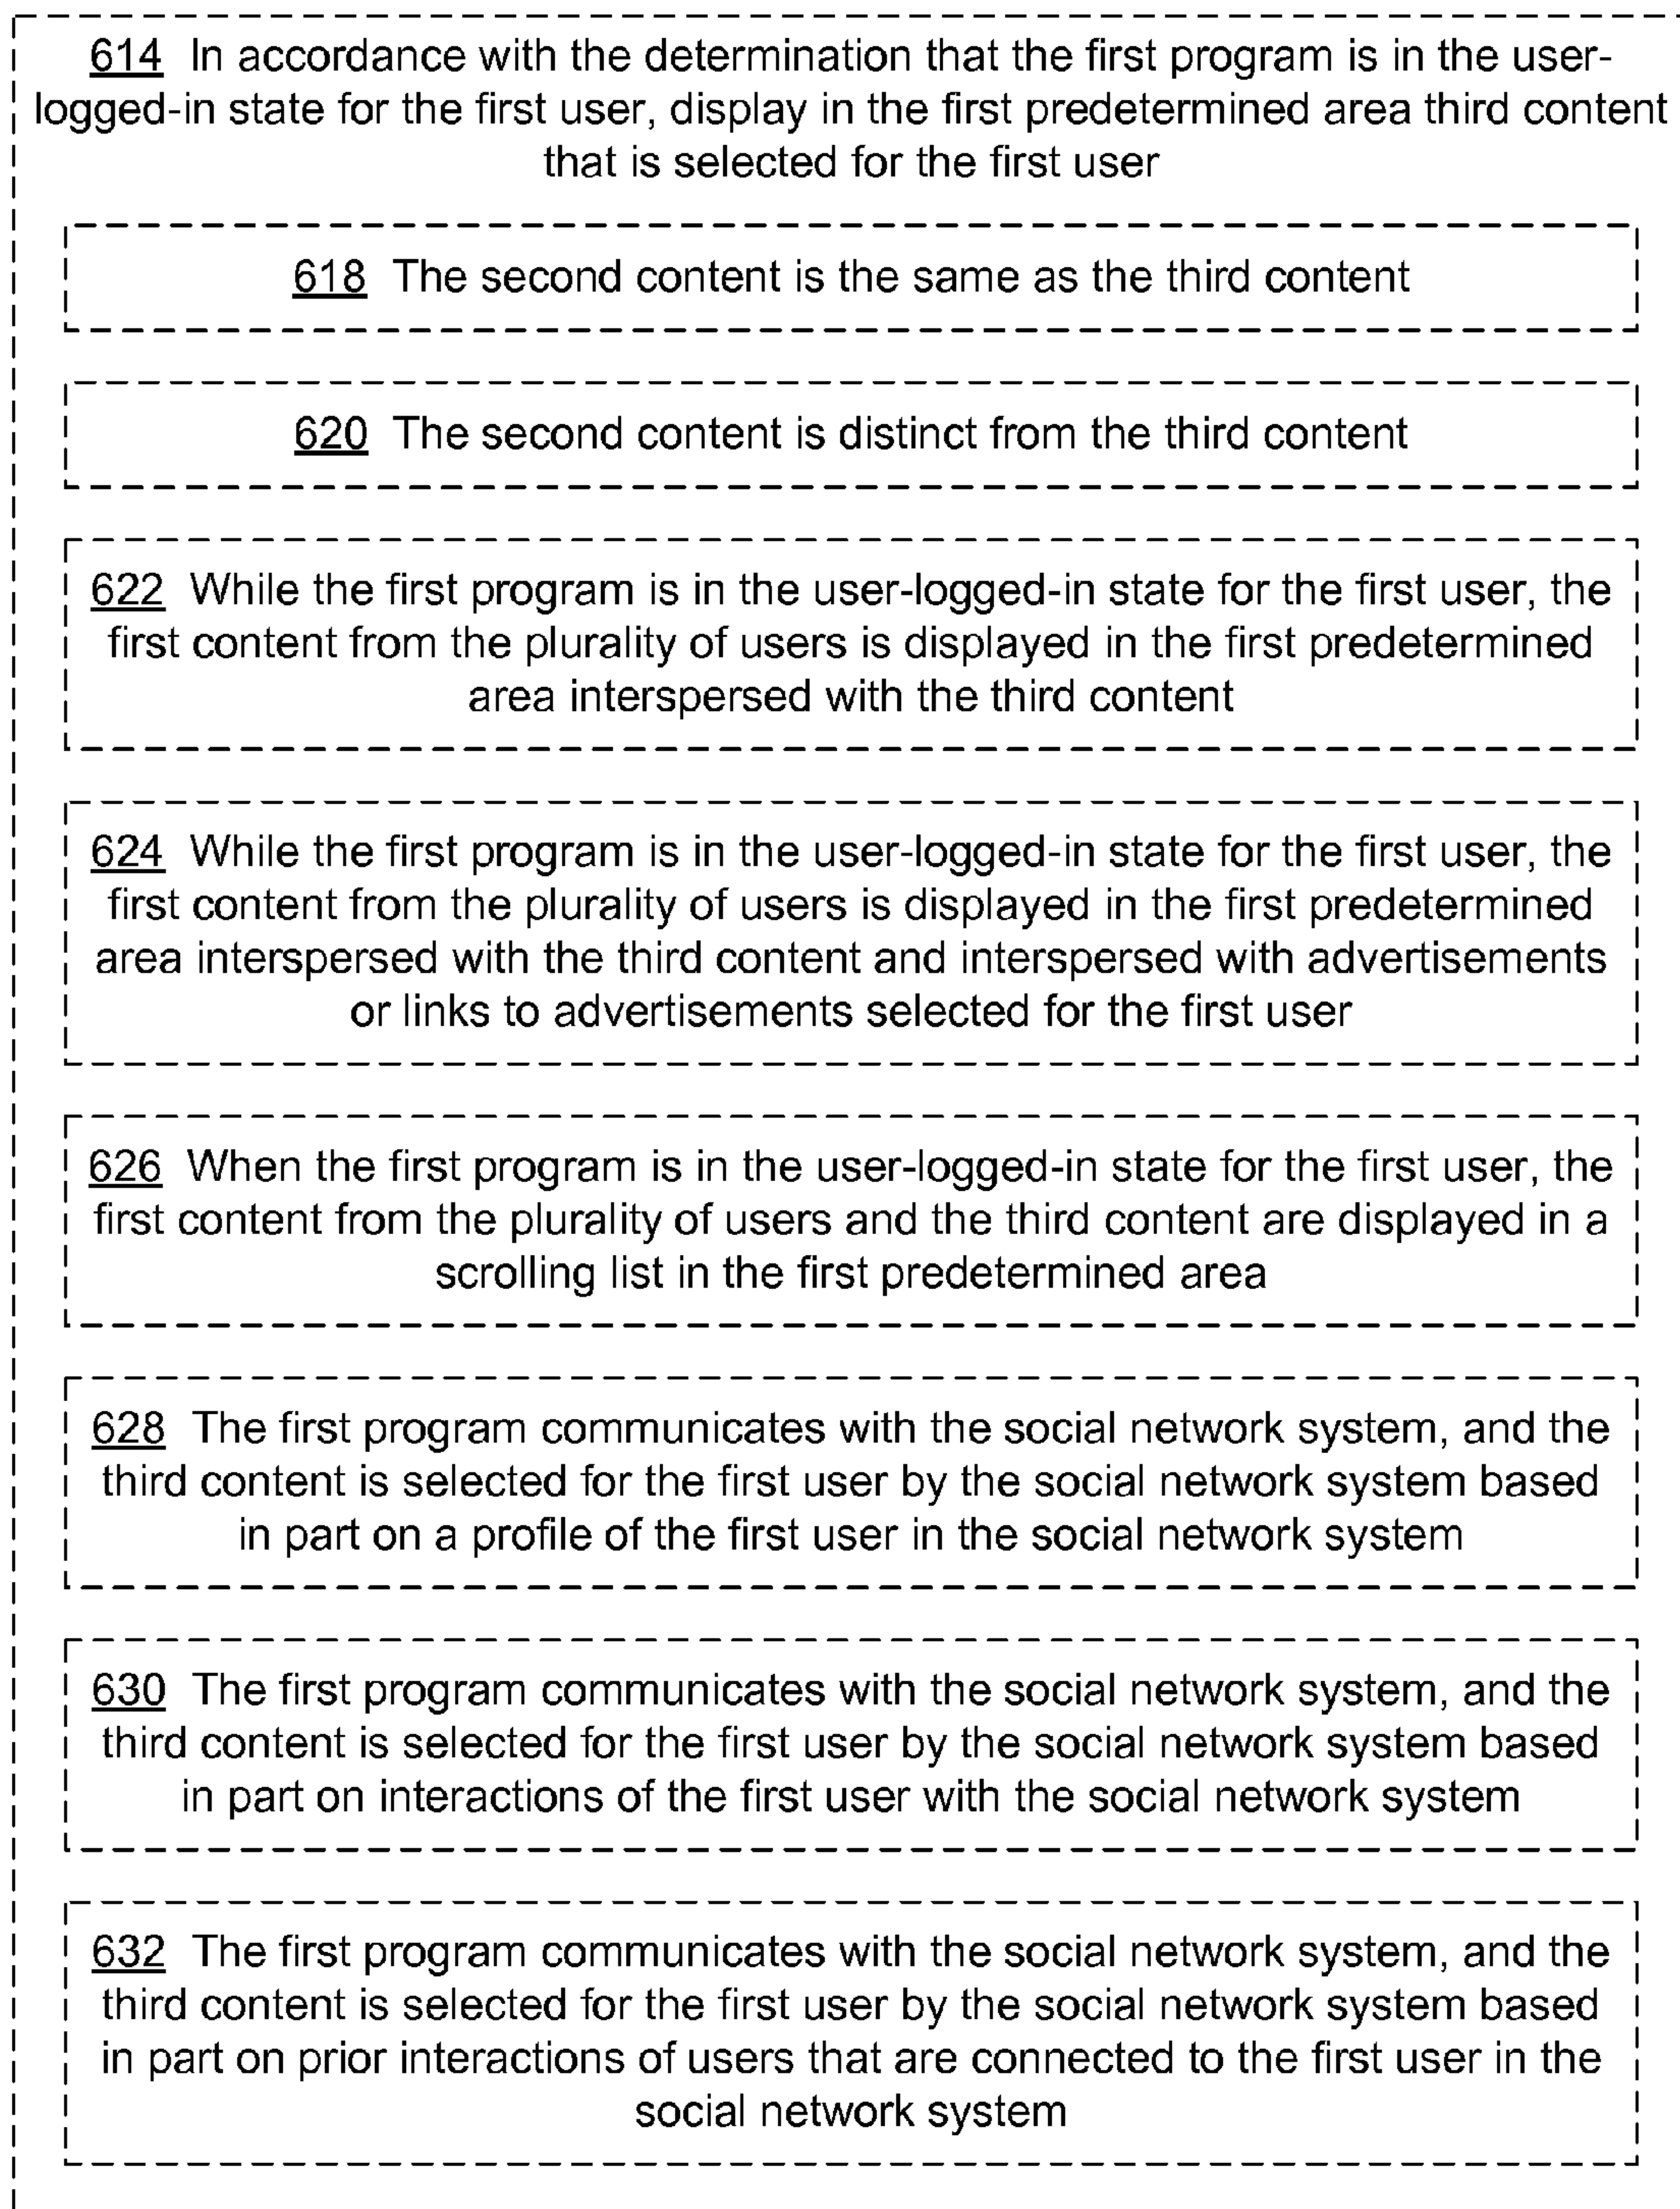 614 In accordance with the determination that the first program is in the user-
logged-in state for the first user, display in the first predetermined area third content
that is selected for the first user
618 The second content is the same as the third content
620 The second content is distinct from the third content
622 While the first program is in the user-logged-in state for the first user, the
first content from the plurality of users is displayed in the first predetermined
area interspersed with the third content
624 While the first program is in the user-logged-in state for the first user, the
first content from the plurality of users is displayed in the first predetermined
area interspersed with the third content and interspersed with advertisements
or links to advertisements selected for the first user
626 When the first program is in the user-logged-in state for the first user, the
first content from the plurality of users and the third content are displayed in a
scrolling list in the first predetermined area
628 The first program communicates with the social network system, and the
third content is selected for the first user by the social network system based
in part on a profile of the first user in the social network system
630 The first program communicates with the social network system, and the
third content is selected for the first user by the social network system based
in part on interactions of the first user with the social network system
632 The first program communicates with the social network system, and the
third content is selected for the first user by the social network system based
in part on prior interactions of users that are connected to the first user in the
social network system